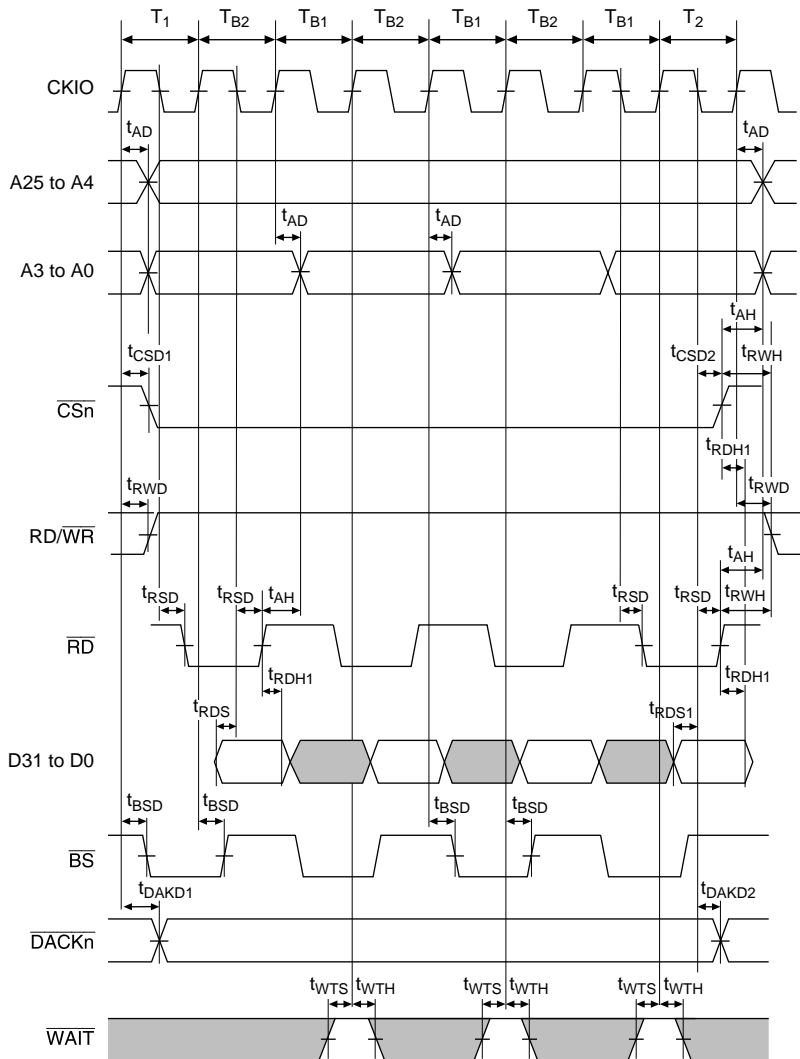 T1 TB2 TB1 TB2 TB1 TB2 TB1 T2
CKIO
tAD tAD
A25 to A4
tAD tAD
A3 to A0
tAH
tCSD1 tCSD2 tRWH
CSn
tRDH1
tRWD tRWD
RD/WR
tAH
tRSD tRSD tAH tRSD tRSD tRWH
RD
tRDH1 tRDH1
tRDS tRDS1
D31 to D0
tBSD tBSD tBSD tBSD
BS
tDAKD1 tDAKD2
DACKn
tWTS tWTH tWTS tWTH tWTS tWTH
WAIT